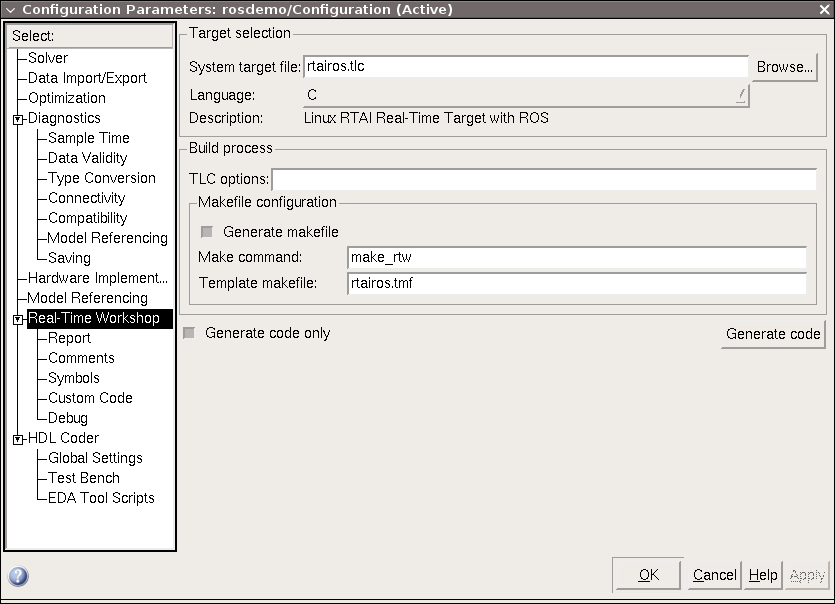 Configuration Parameters: rosdemo/Configuration (Active)
Select:
Solver
Data Import/Export
Optimization
Diagnostics
Sample Time
Data Validity
Type Conversion
Connectivity
Compatibility
Model Referencing
Saving
Hardware Implement...
Model Referencing
Real-Time Workshop
Report
Comments
Symbols
Custom Code
Debug
HDL Coder
Global Settings
Test Bench
EDA Tool Scripts
Target selection
System target file: rtairos.tlc Browse...
Language: C
Description: Linux RTAI Real-Time Target with ROS
Build process
TLC options:
Makefile configuration
Generate makefile
Make command: make_rtw
Template makefile: rtairos.tmf
Generate code only Generate code
OK Cancel Help Apply